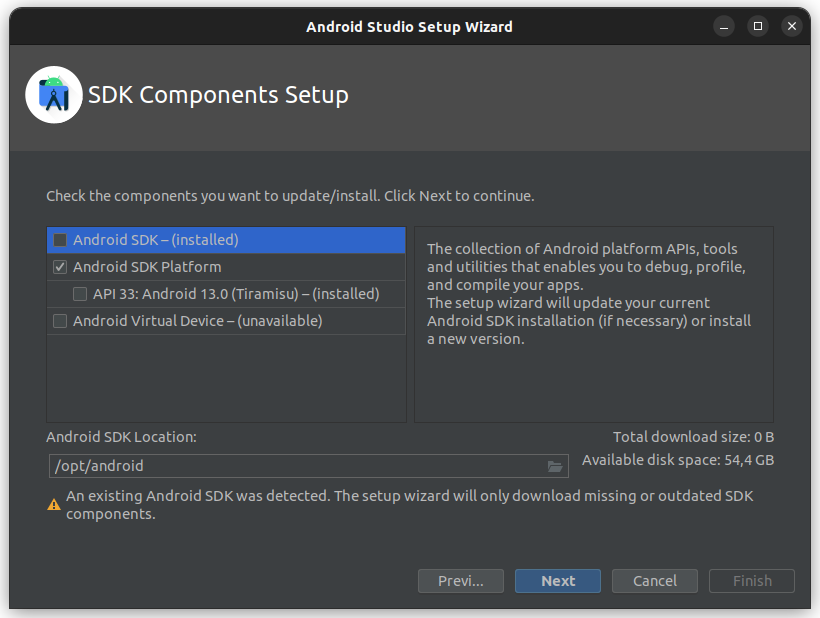 Android Studio Setup Wizard
SDK Components Setup
Check the components you want to update/install. Click Next to continue.
Android SDK – (installed)
Android SDK Platform
API 33: Android 13.0 (Tiramisu) – (installed)
Android Virtual Device – (unavailable)
The collection of Android platform APIs, tools
and utilities that enables you to debug, profile,
and compile your apps.
The setup wizard will update your current
Android SDK installation (if necessary) or install
a new version.
Android SDK Location:
Total download size: 0 B
/opt/android
Available disk space: 54,4 GB
An existing Android SDK was detected. The setup wizard will only download missing or outdated SDK
components.
Previ...
Next
Cancel
Finish